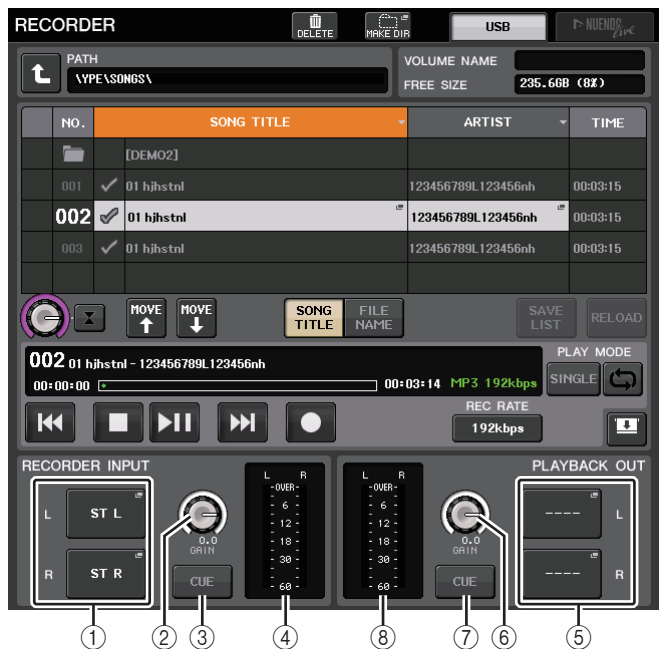 RECORDER
DELETE
MAKE DIR
USB
NUENDO live
PATH
\YPE\SONGS\
VOLUME NAME
FREE SIZE
235.6GB (8%)
NO.
SONG TITLE
ARTIST
TIME
[DEMO2]
001 01 hjhstnl 123456789L123456nh 00:03:15
002 01 hjhstnl 123456789L123456nh 00:03:15
003 01 hjhstnl 123456789L123456nh 00:03:15
MOVE
MOVE
SONG TITLE
FILE NAME
SAVE LIST
RELOAD
002 01 hjhstnl - 123456789L123456nh
00:00:00
00:03:14 MP3 192kbps
PLAY MODE
SINGLE
REC RATE
192kbps
RECORDER INPUT
PLAYBACK OUT
L
ST L
R
ST R
0.0
GAIN
CUE
L R
-OVER-
6
12
18
30
60
L R
-OVER-
6
12
18
30
60
0.0
GAIN
CUE
---- L
---- R
① ② ③ ④ ⑧ ⑦ ⑥ ⑤